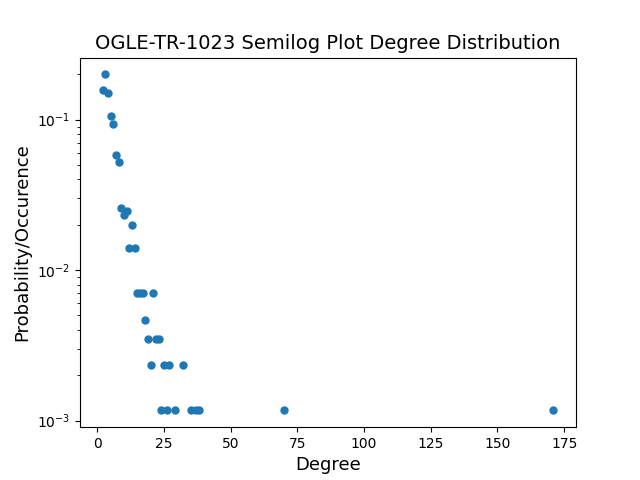 OGLE-TR-1023 Semilog Plot Degree Distribution
10⁻¹
10⁻²
10⁻³
Probability/Occurence
0 25 50 75 100 125 150 175
Degree